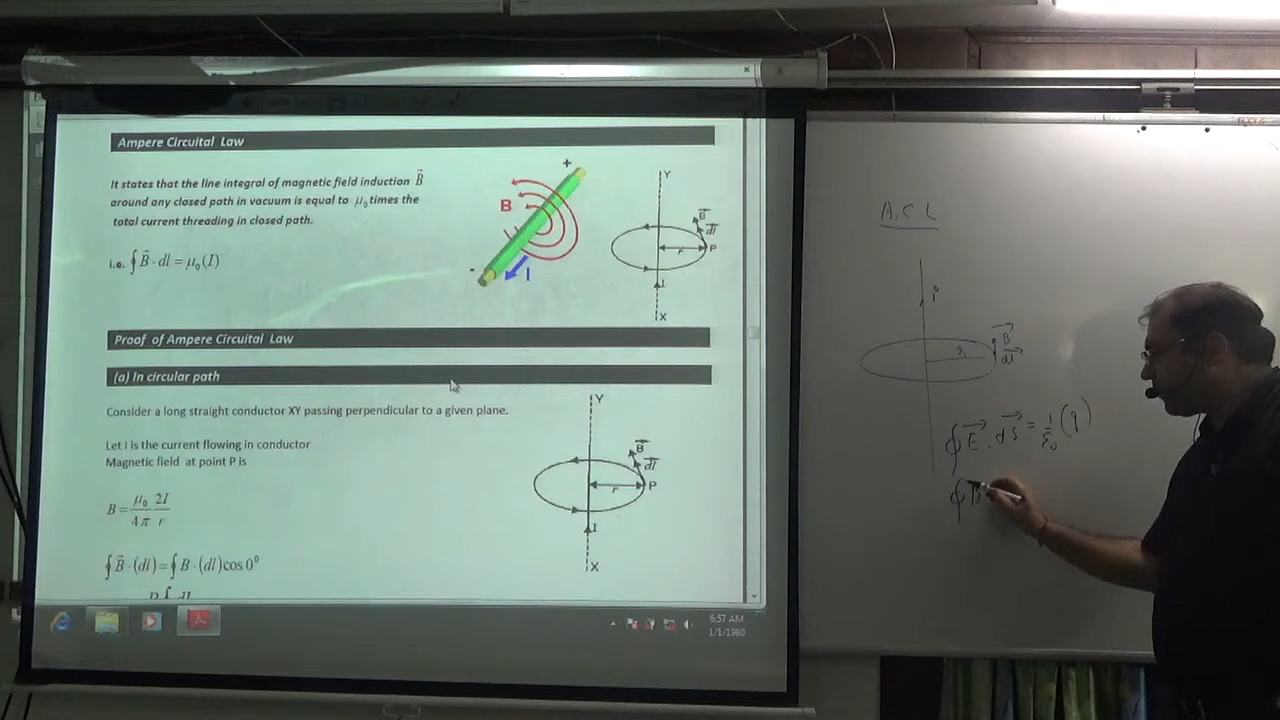 Ampere Circuital Law
It states that the line integral of magnetic field induction B⃗
around any closed path in vacuum is equal to μ₀ times the
total current threading in closed path.
i.e. ∮B⃗ · dl = μ₀(I)
+
B
-
I
Y
B⃗
dl⃗
r
P
I
X
Proof of Ampere Circuital Law
(a) In circular path
Consider a long straight conductor XY passing perpendicular to a given plane.
Let I is the current flowing in conductor
Magnetic field at point P is
B = μ₀/4π 2I/r
∮B⃗ · (dl) = ∮B · (dl) cos 0⁰
Y
B⃗
dl⃗
r
P
I
X
6:57 AM
1/1/1980
A.C.L
i
B⃗
dl⃗
∮E⃗ . ds⃗ = 1/ε₀ (q)
∮B